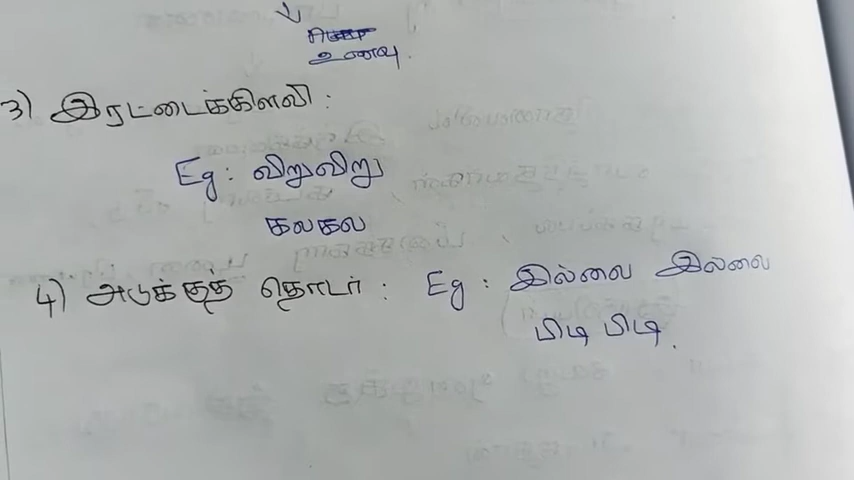 உணவு.
3) இரட்டைக்கிளவி :
Eg : விறுவிறு
கலகல
4) அடுக்குத் தொடர் : Eg : இல்லை இல்லை
பிடி பிடி.